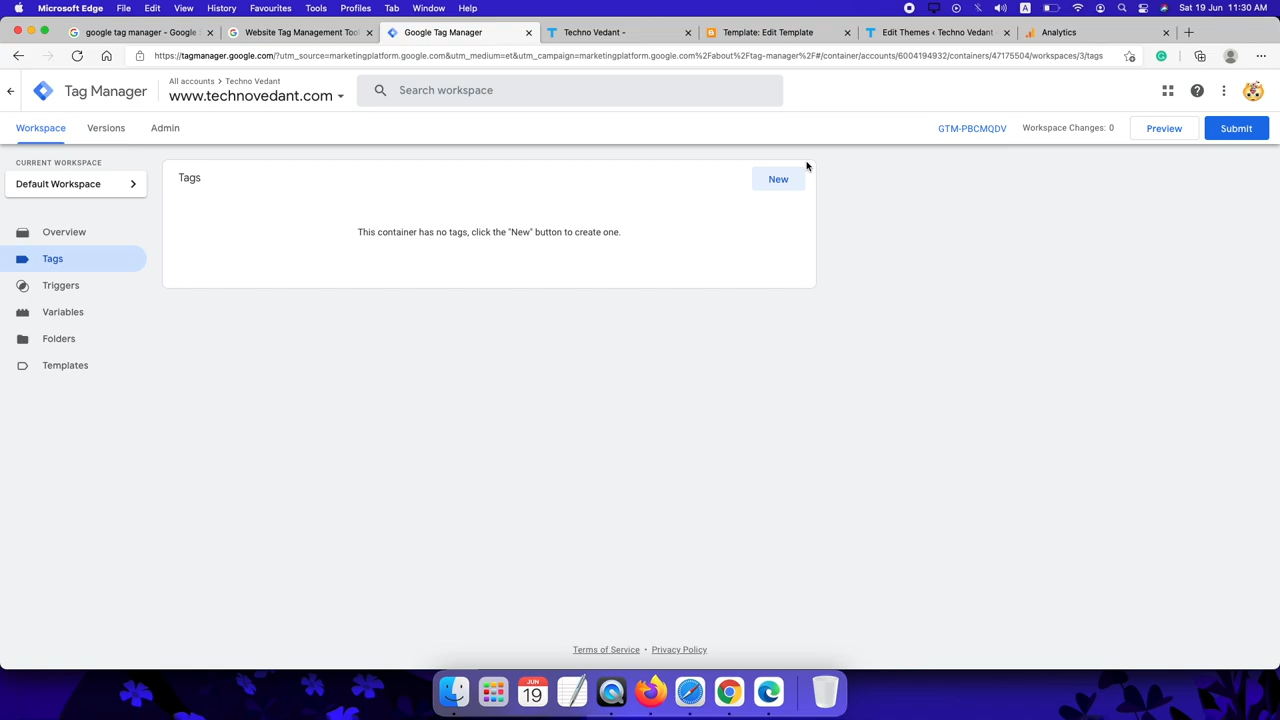 Microsoft Edge File Edit View History Favourites Tools Profiles Tab Window Help A Sat 19 Jun 11:30 AM
google tag manager - Google Website Tag Management Tool Google Tag Manager Techno Vedant - Template: Edit Template Edit Themes ‹ Techno Vedant Analytics
https://tagmanager.google.com/?utm_source=marketingplatform.google.com&utm_medium=et&utm_campaign=marketingplatform.google.com%2Fabout%2Ftag-manager%2F#/container/accounts/6004194932/containers/47175504/workspaces/3/tags
All accounts > Techno Vedant
Tag Manager www.technovedant.com Search workspace
Workspace Versions Admin GTM-PBCMQDV Workspace Changes: 0 Preview Submit
CURRENT WORKSPACE
Default Workspace
Tags New
Overview
This container has no tags, click the "New" button to create one.
Tags
Triggers
Variables
Folders
Templates
Terms of Service • Privacy Policy
JUN
19